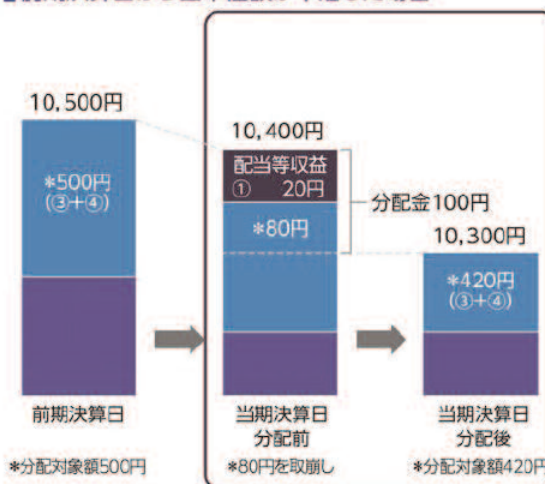 10,500円
*500円
(③+④)
10,400円
配当等収益
① 20円
*80円
分配金100円
10,300円
*420円
(③+④)
前期決算日
当期決算日
分配前
当期決算日
分配後
*分配対象額500円
*80円を取崩し
*分配対象額420円